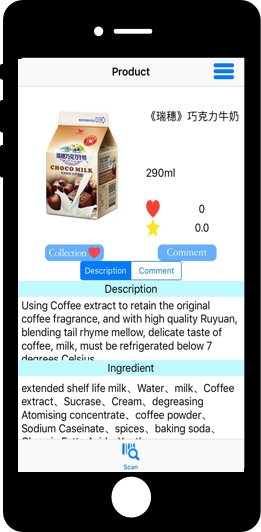 Product
《瑞穗》巧克力牛奶
瑞穗巧克力牛奶
CHOCO MILK
290ml
0
0.0
Collection
Comment
Description
Comment
Description
Using Coffee extract to retain the original
coffee fragrance, and with high quality Ruyuan,
blending tail rhyme mellow, delicate taste of
coffee, milk, must be refrigerated below 7
degrees Celsius
Ingredient
extended shelf life milk、Water、milk、Coffee
extract、Sucrase、Cream、degreasing
Atomising concentrate、coffee powder、
Sodium Caseinate、spices、baking soda、
Scan